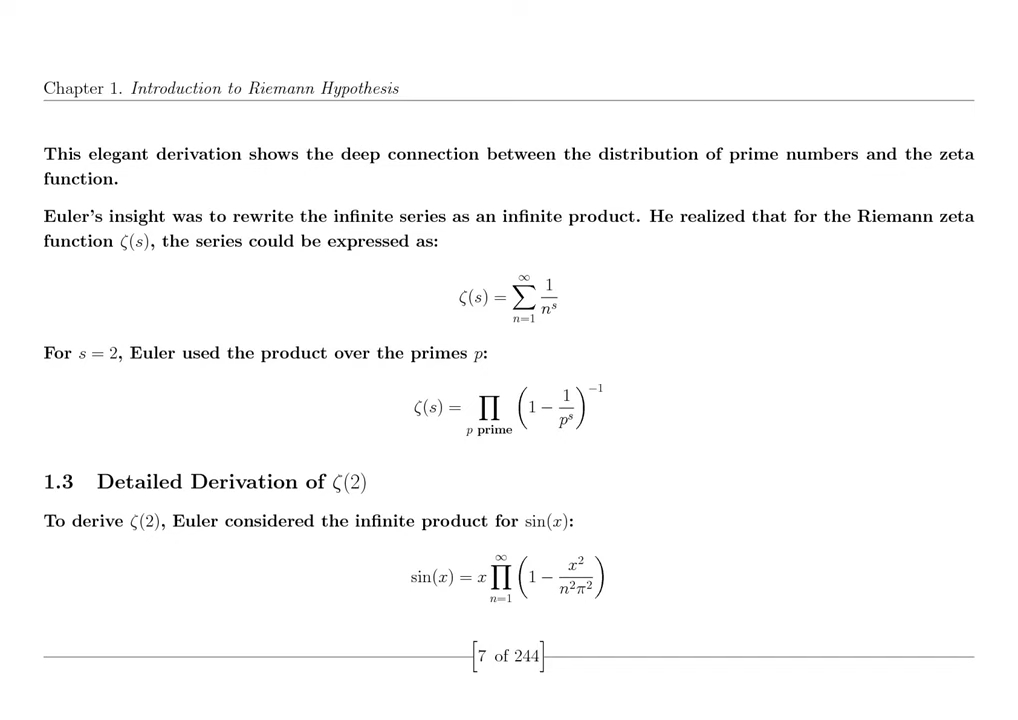 Chapter 1. Introduction to Riemann Hypothesis
This elegant derivation shows the deep connection between the distribution of prime numbers and the zeta
function.
Euler's insight was to rewrite the infinite series as an infinite product. He realized that for the Riemann zeta
function ζ(s), the series could be expressed as:
ζ(s) = ∑_{n=1}^{∞} 1/n^s
For s = 2, Euler used the product over the primes p:
ζ(s) = ∏_{p prime} (1 − 1/p^s)^{−1}
1.3 Detailed Derivation of ζ(2)
To derive ζ(2), Euler considered the infinite product for sin(x):
sin(x) = x ∏_{n=1}^{∞} (1 − x²/n²π²)
[7 of 244]